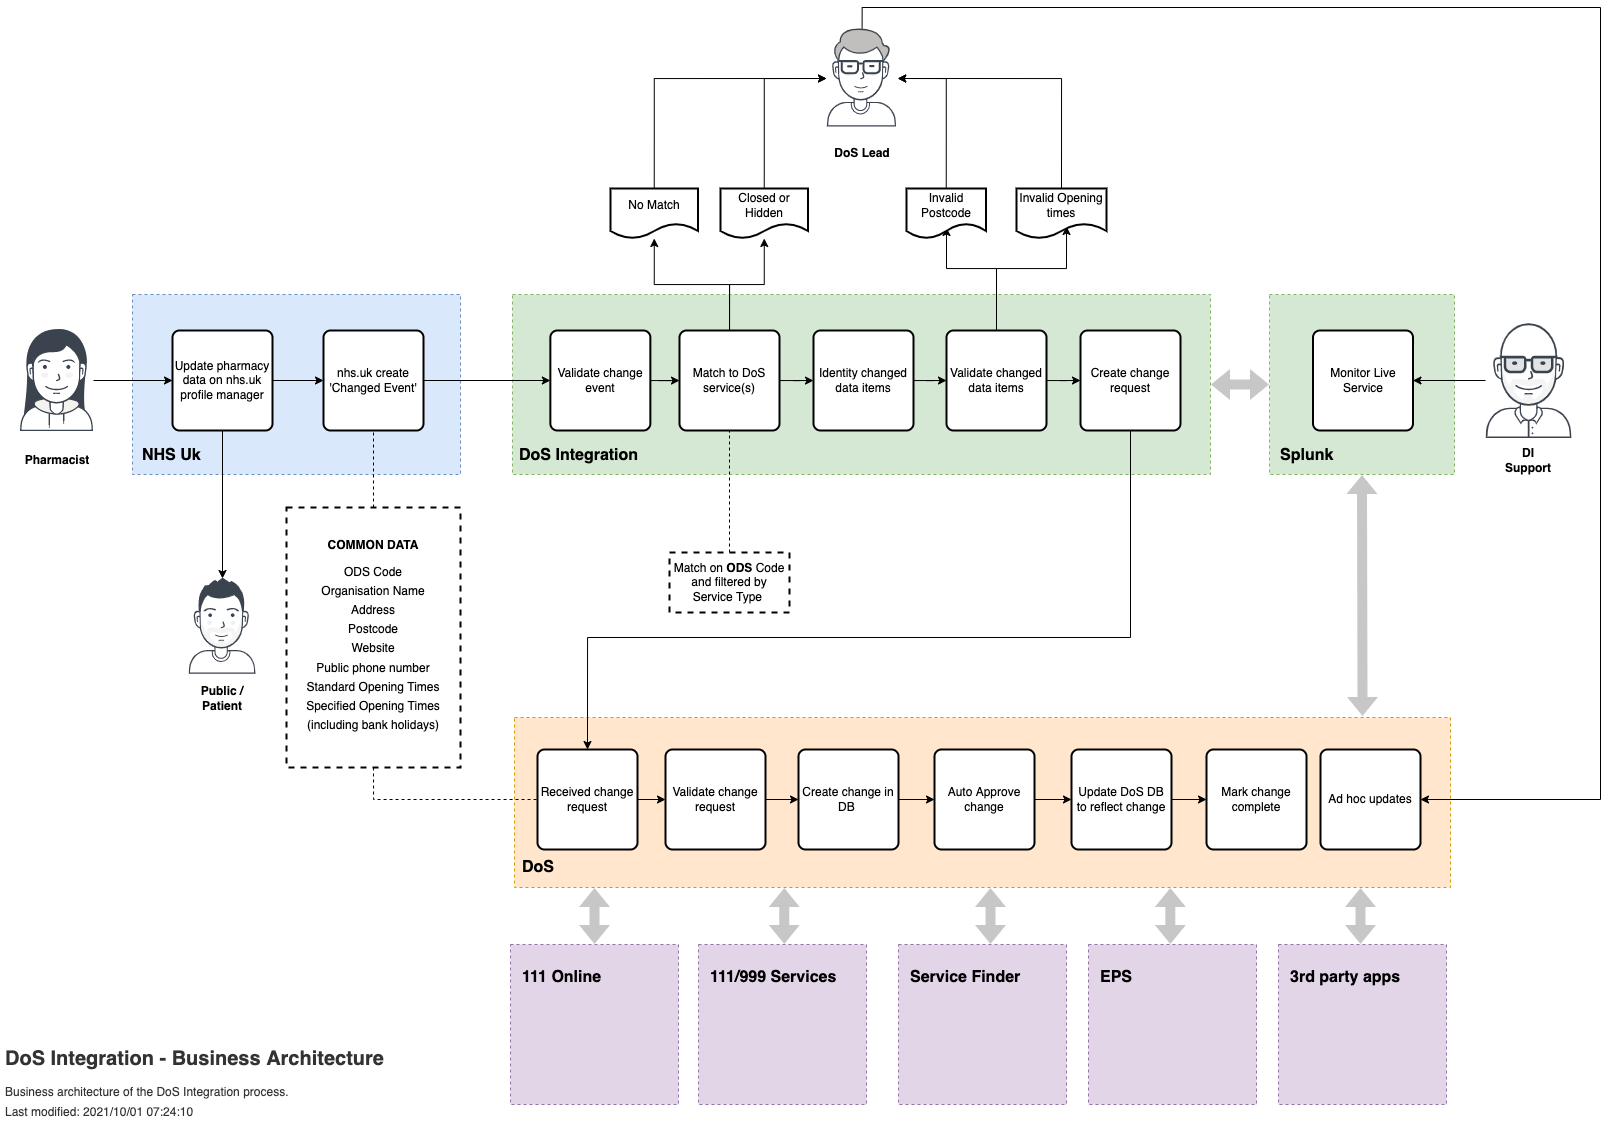 DoS Lead
No Match
Closed or
Hidden
Invalid
Postcode
Invalid Opening
times
Pharmacist
Update pharmacy
data on nhs.uk
profile manager
nhs.uk create
'Changed Event'
NHS Uk
Validate change
event
Match to DoS
service(s)
Identity changed
data items
Validate changed
data items
Create change
request
DoS Integration
Monitor Live
Service
Splunk
DI
Support
Public /
Patient
COMMON DATA
ODS Code
Organisation Name
Address
Postcode
Website
Public phone number
Standard Opening Times
Specified Opening Times
(including bank holidays)
Match on ODS Code
and filtered by
Service Type
Received change
request
Validate change
request
Create change in
DB
Auto Approve
change
Update DoS DB
to reflect change
Mark change
complete
Ad hoc updates
DoS
111 Online
111/999 Services
Service Finder
EPS
3rd party apps
DoS Integration - Business Architecture
Business architecture of the DoS Integration process.
Last modified: 2021/10/01 07:24:10